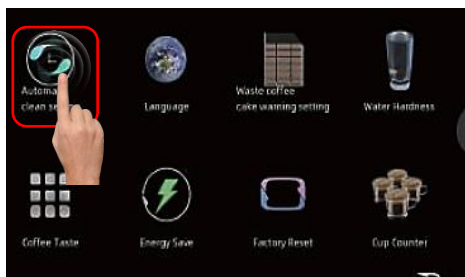 Automa
clean se
Language
Waste coffee
cake warning setting
Water Hardness
Coffee Taste
Energy Save
Factory Reset
Cup Counter